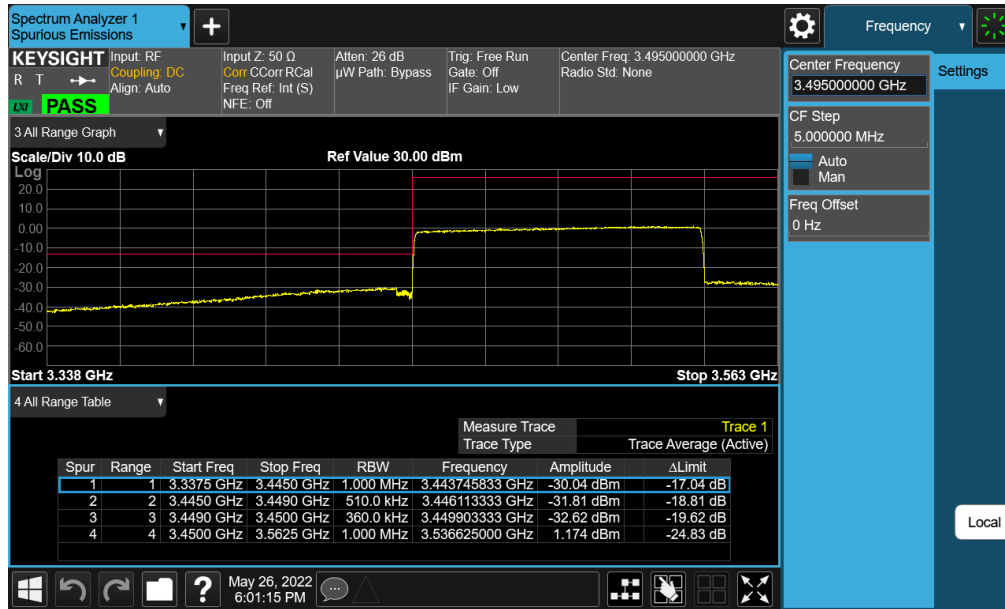 Spectrum Analyzer 1
Spurious Emissions
Frequency
KEYSIGHT
R T
LXI
PASS
Input: RF
Coupling: DC
Align: Auto
Input Z: 50 Ω
Corr CCorr RCal
Freq Ref: Int (S)
NFE: Off
Atten: 26 dB
µW Path: Bypass
Trig: Free Run
Gate: Off
IF Gain: Low
Center Freq: 3.495000000 GHz
Radio Std: None
Center Frequency
3.495000000 GHz
Settings
CF Step
5.000000 MHz
Auto
Man
Freq Offset
0 Hz
3 All Range Graph
Scale/Div 10.0 dB
Ref Value 30.00 dBm
Log
20.0
10.0
0.00
-10.0
-20.0
-30.0
-40.0
-50.0
-60.0
Start 3.338 GHz
Stop 3.563 GHz
4 All Range Table
Measure Trace Trace 1
Trace Type Trace Average (Active)
Spur Range Start Freq Stop Freq RBW Frequency Amplitude ΔLimit
1 1 3.3375 GHz 3.4450 GHz 1.000 MHz 3.443745833 GHz -30.04 dBm -17.04 dB
2 2 3.4450 GHz 3.4490 GHz 510.0 kHz 3.446113333 GHz -31.81 dBm -18.81 dB
3 3 3.4490 GHz 3.4500 GHz 360.0 kHz 3.449903333 GHz -32.62 dBm -19.62 dB
4 4 3.4500 GHz 3.5625 GHz 1.000 MHz 3.536625000 GHz 1.174 dBm -24.83 dB
Local
?
May 26, 2022
6:01:15 PM